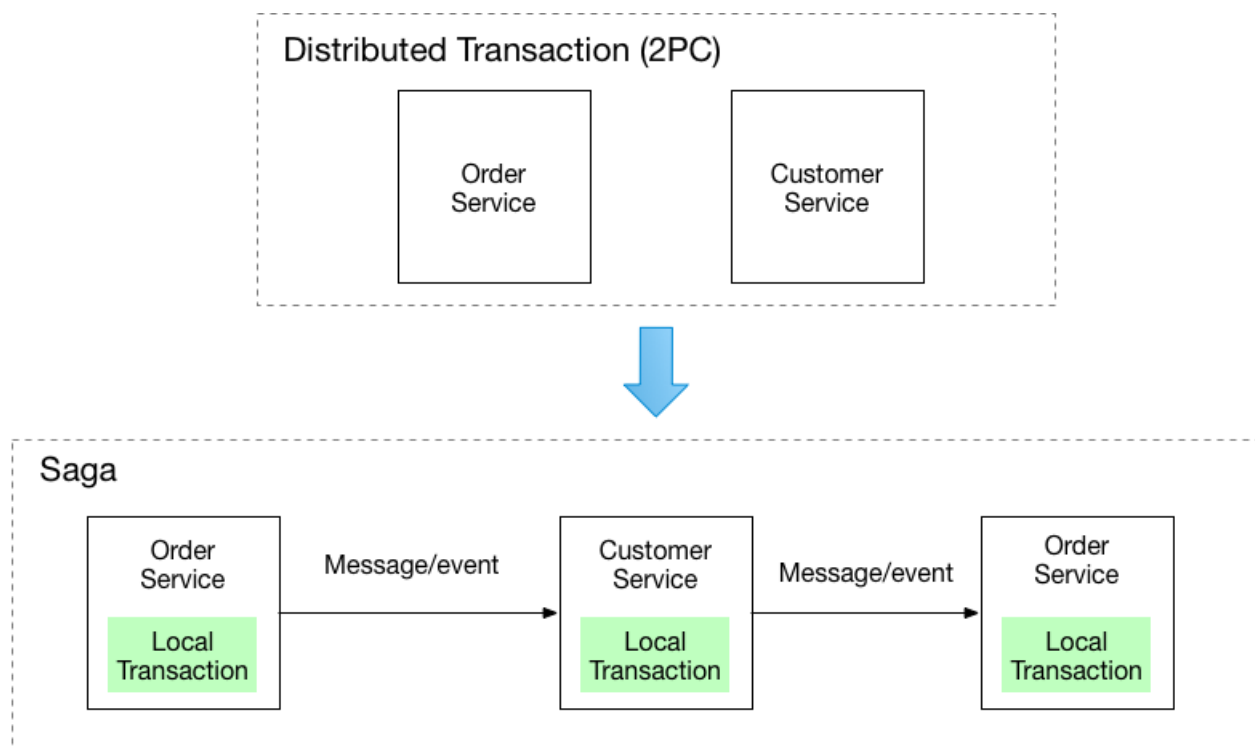 Distributed Transaction (2PC)
Order
Service
Customer
Service
Saga
Order
Service
Local
Transaction
Message/event
Customer
Service
Local
Transaction
Message/event
Order
Service
Local
Transaction